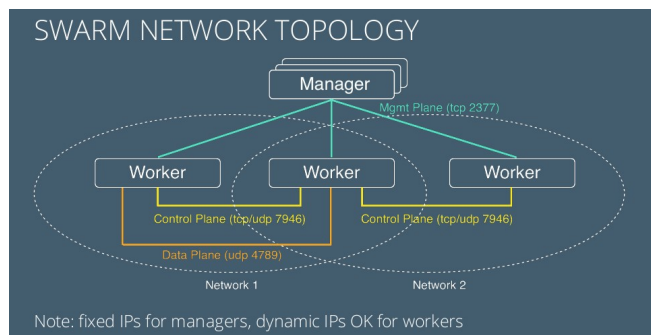 SWARM NETWORK TOPOLOGY
Manager
Mgmt Plane (tcp 2377)
Worker
Worker
Worker
Control Plane (tcp/udp 7946)
Control Plane (tcp/udp 7946)
Data Plane (udp 4789)
Network 1
Network 2
Note: fixed IPs for managers, dynamic IPs OK for workers